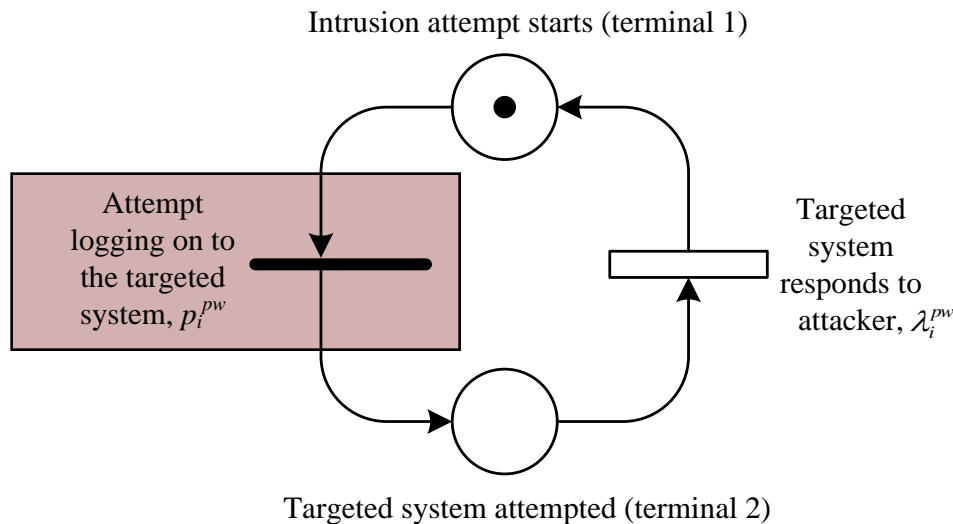 Intrusion attempt starts (terminal 1)
Attempt
logging on to
the targeted
system, p_i^{pw}
Targeted
system
responds to
attacker, λ_i^{pw}
Targeted system attempted (terminal 2)